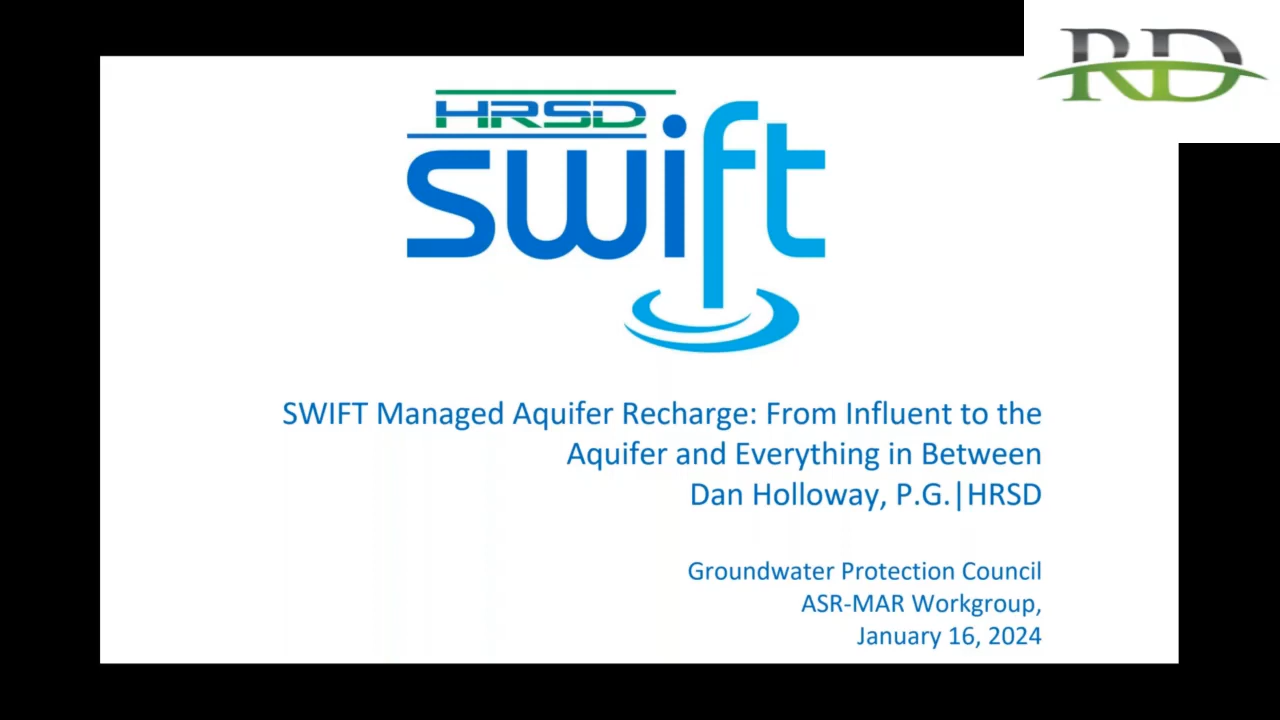 RD
HRSD
swift
SWIFT Managed Aquifer Recharge: From Influent to the
Aquifer and Everything in Between
Dan Holloway, P.G.|HRSD
Groundwater Protection Council
ASR-MAR Workgroup,
January 16, 2024